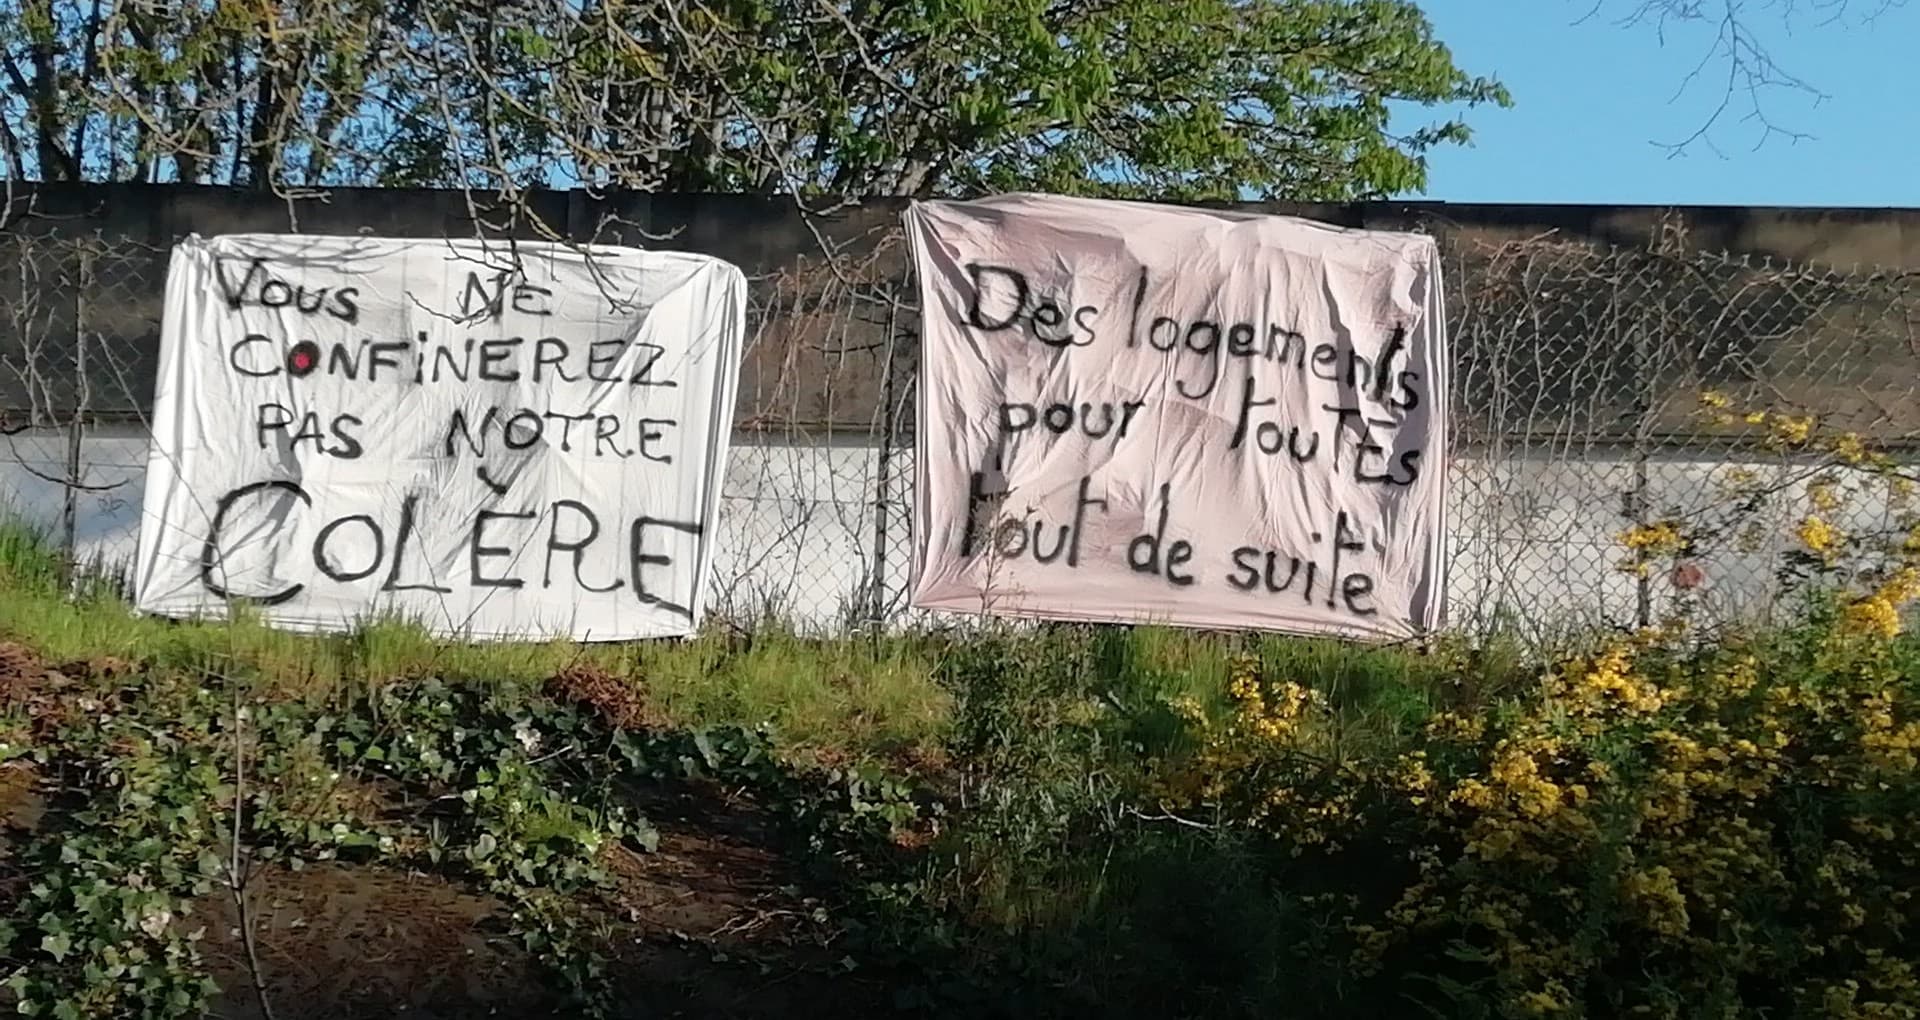 Vous NE
CONFiNEREZ
PAS NOTRE
COLÈRE
Des logements
pour touTEs
tout de suite